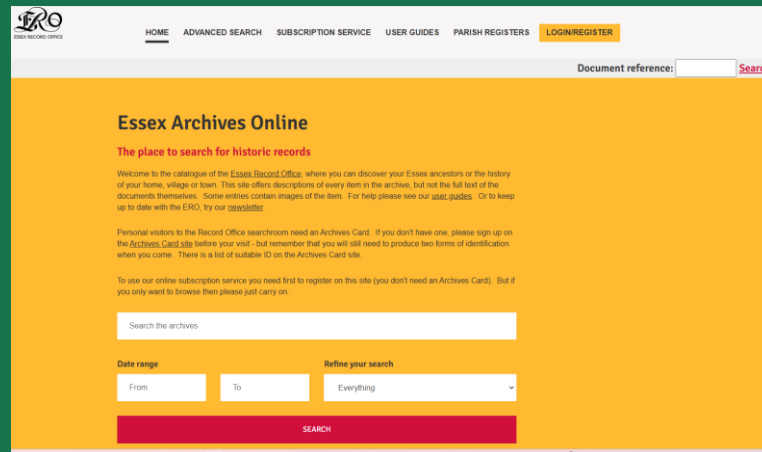 ERO
ESSEX RECORD OFFICE
HOME ADVANCED SEARCH SUBSCRIPTION SERVICE USER GUIDES PARISH REGISTERS LOGIN/REGISTER
Document reference:
Essex Archives Online
The place to search for historic records
Welcome to the catalogue of the Essex Record Office, where you can discover your Essex ancestors or the history
of your home, village or town. This site offers descriptions of every item in the archive, but not the full text of the
documents themselves. Some entries contain images of the item. For help please see our user guides. Or to keep
up to date with the ERO, try our newsletter.
Personal visitors to the Record Office searchroom need an Archives Card. If you don't have one, please sign up on
the Archives Card site before your visit - but remember that you will still need to produce two forms of identification
when you come. There is a list of suitable ID on the Archives Card site.
To use our online subscription service you need first to register on this site (you don't need an Archives Card). But if
you only want to browse then please just carry on.
Search the archives
Date range Refine your search
From To Everything
SEARCH